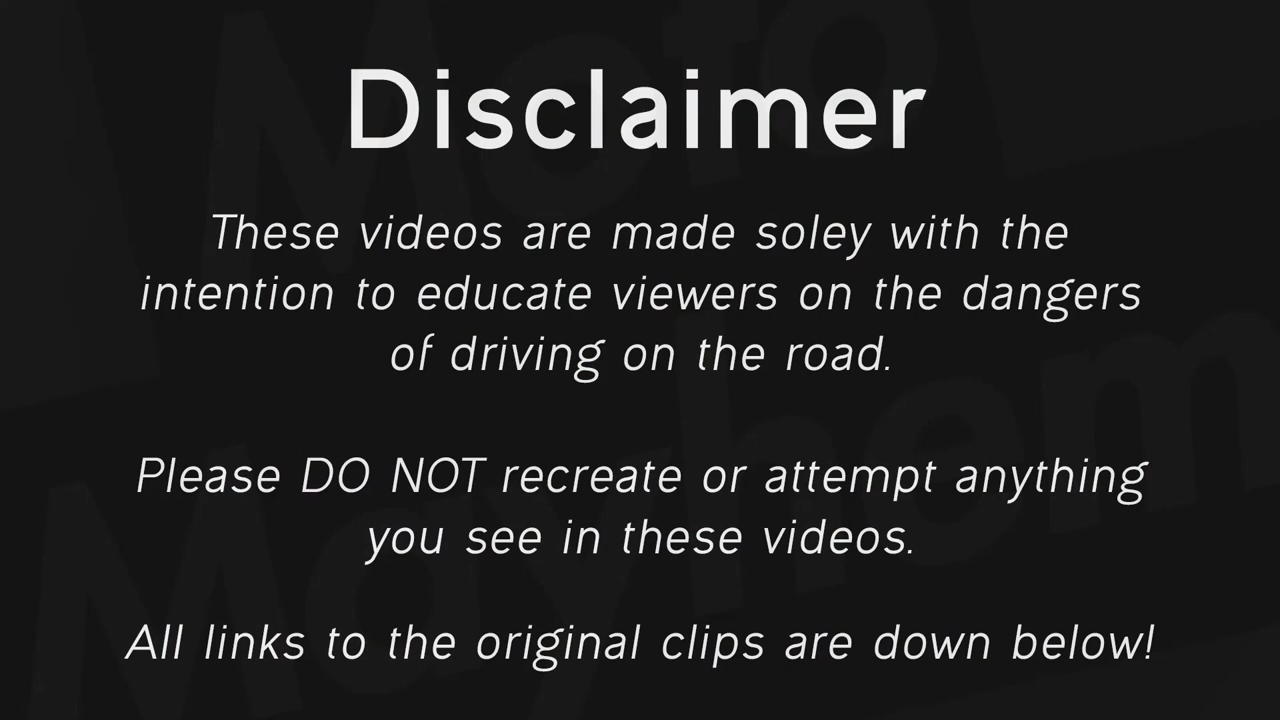 Disclaimer
These videos are made soley with the
intention to educate viewers on the dangers
of driving on the road.
Please DO NOT recreate or attempt anything
you see in these videos.
All links to the original clips are down below!
Moto
Mayhem